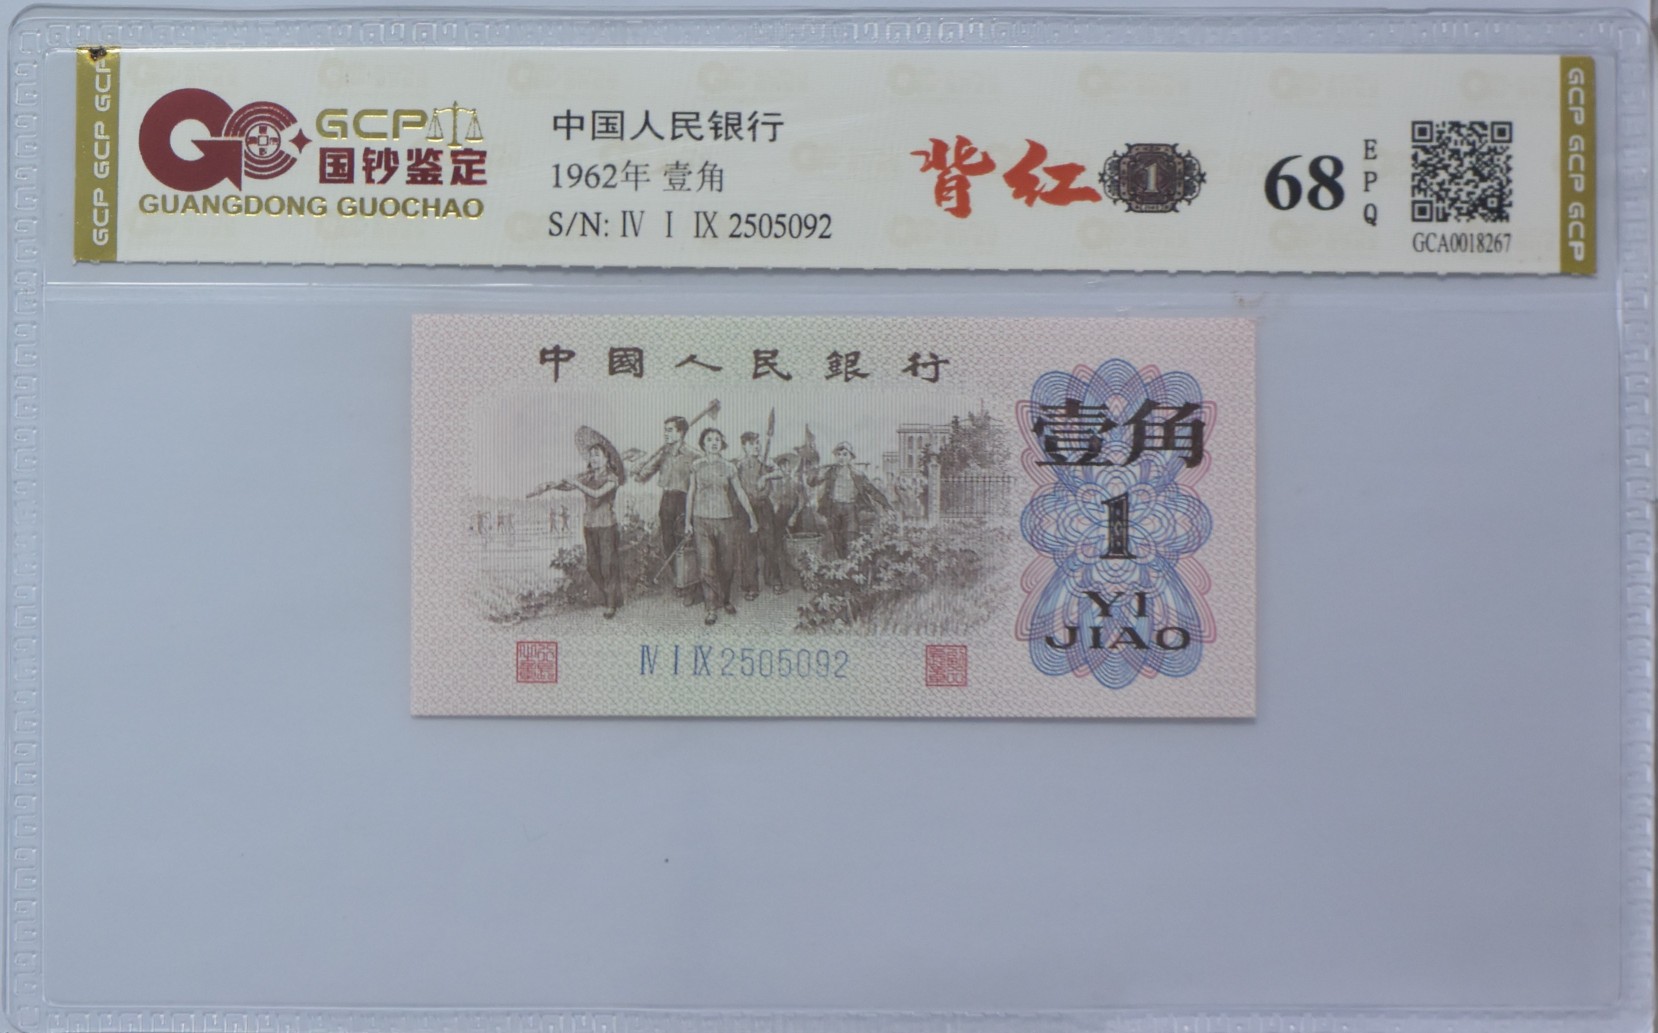 GCP GCP GCP
GCP
国钞鉴定
GUANGDONG GUOCHAO
中国人民银行
1962年 壹角
S/N: Ⅳ Ⅰ Ⅸ 2505092
背红
1
68
EPQ
GCA0018267
GCP GCP GCP
中國人民銀行
壹角
1
YI
JIAO
Ⅳ Ⅰ Ⅸ 2505092